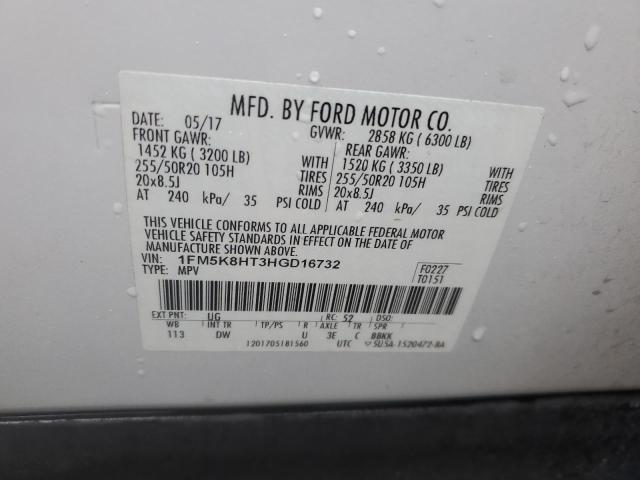 MFD. BY FORD MOTOR CO.
DATE: 05/17 GVWR: 2858 KG ( 6300 LB)
FRONT GAWR: REAR GAWR:
1452 KG ( 3200 LB) WITH 1520 KG ( 3350 LB) WITH
255/50R20 105H TIRES 255/50R20 105H TIRES
20x8.5J RIMS 20x8.5J RIMS
AT 240 kPa/ 35 PSI COLD AT 240 kPa/ 35 PSI COLD
THIS VEHICLE CONFORMS TO ALL APPLICABLE FEDERAL MOTOR
VEHICLE SAFETY STANDARDS IN EFFECT ON THE DATE OF
MANUFACTURE SHOWN ABOVE.
VIN: 1FM5K8HT3HGD16732 F0227
TYPE: MPV T0151
EXT PNT: UG RC: 52 DSO:
WB INT TR TP/PS R AXLE TR SPR
113 DW U 3E C BBKK
1201705181560 UTC 5U5A-1520472-BA